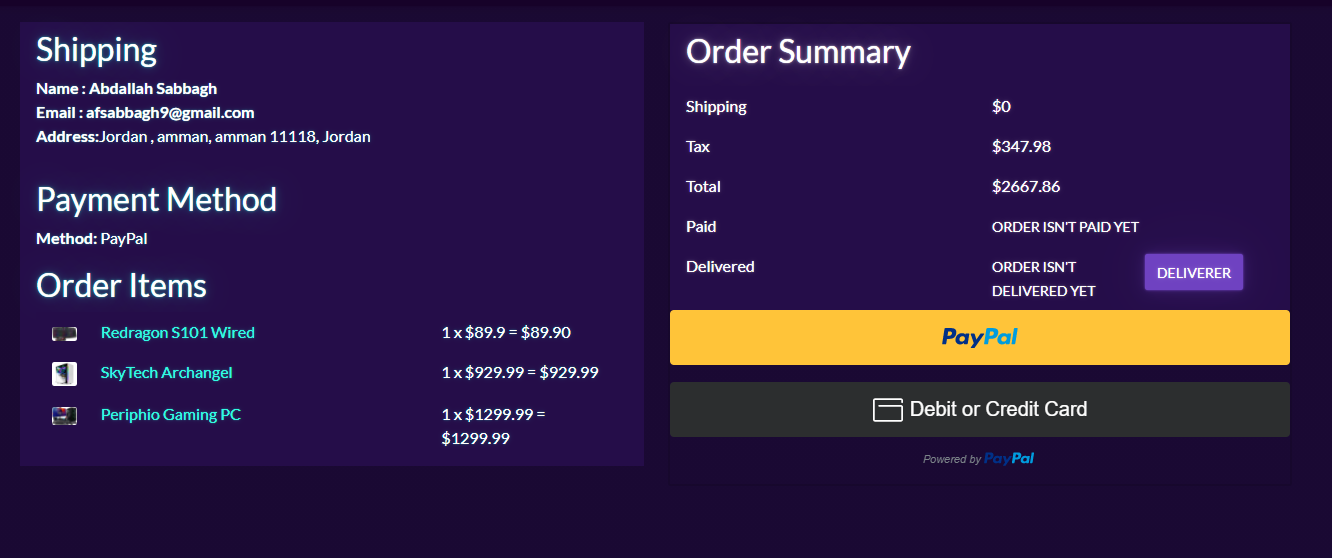 Shipping
Name : Abdallah Sabbagh
Email : afsabbagh9@gmail.com
Address:Jordan , amman, amman 11118, Jordan
Payment Method
Method: PayPal
Order Items
Redragon S101 Wired 1 x $89.9 = $89.90
SkyTech Archangel 1 x $929.99 = $929.99
Periphio Gaming PC 1 x $1299.99 =
$1299.99
Order Summary
Shipping $0
Tax $347.98
Total $2667.86
Paid ORDER ISN'T PAID YET
Delivered ORDER ISN'T DELIVERER
DELIVERED YET
PayPal
Debit or Credit Card
Powered by PayPal